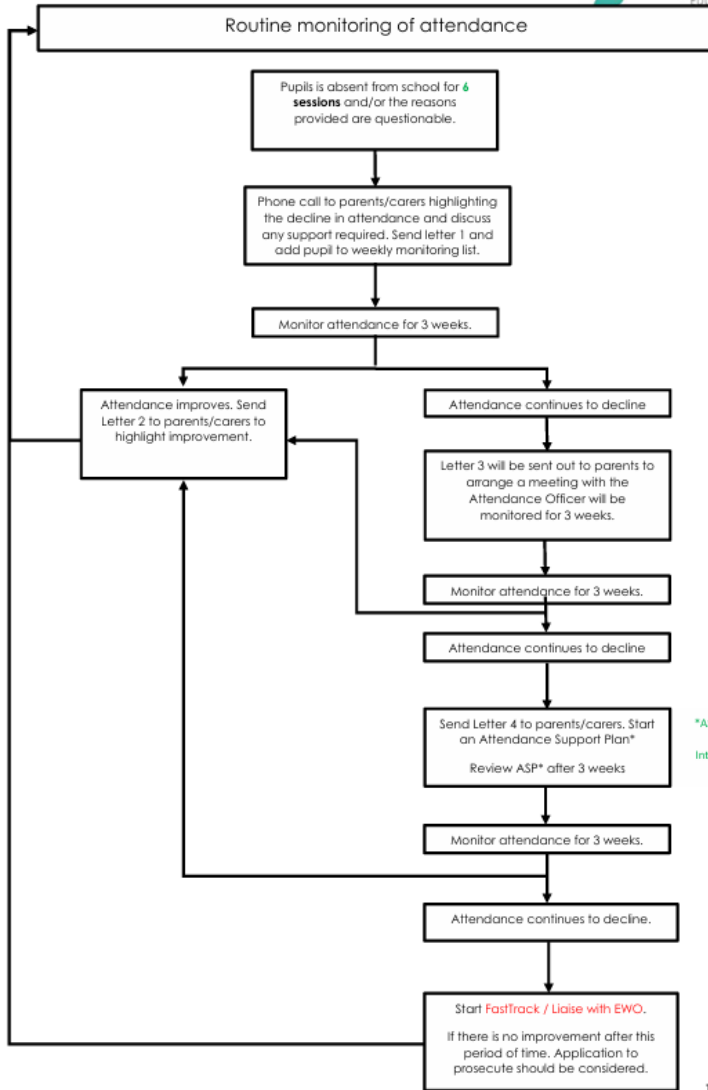 Routine monitoring of attendance
Pupils is absent from school for 6
sessions and/or the reasons
provided are questionable.
Phone call to parents/carers highlighting
the decline in attendance and discuss
any support required. Send letter 1 and
add pupil to weekly monitoring list.
Monitor attendance for 3 weeks.
Attendance improves. Send
Letter 2 to parents/carers to
highlight improvement.
Attendance continues to decline
Letter 3 will be sent out to parents to
arrange a meeting with the
Attendance Officer will be
monitored for 3 weeks.
Monitor attendance for 3 weeks.
Attendance continues to decline
Send Letter 4 to parents/carers. Start
an Attendance Support Plan*
Review ASP* after 3 weeks
Monitor attendance for 3 weeks.
Attendance continues to decline.
Start FastTrack / Liaise with EWO.
If there is no improvement after this
period of time. Application to
prosecute should be considered.